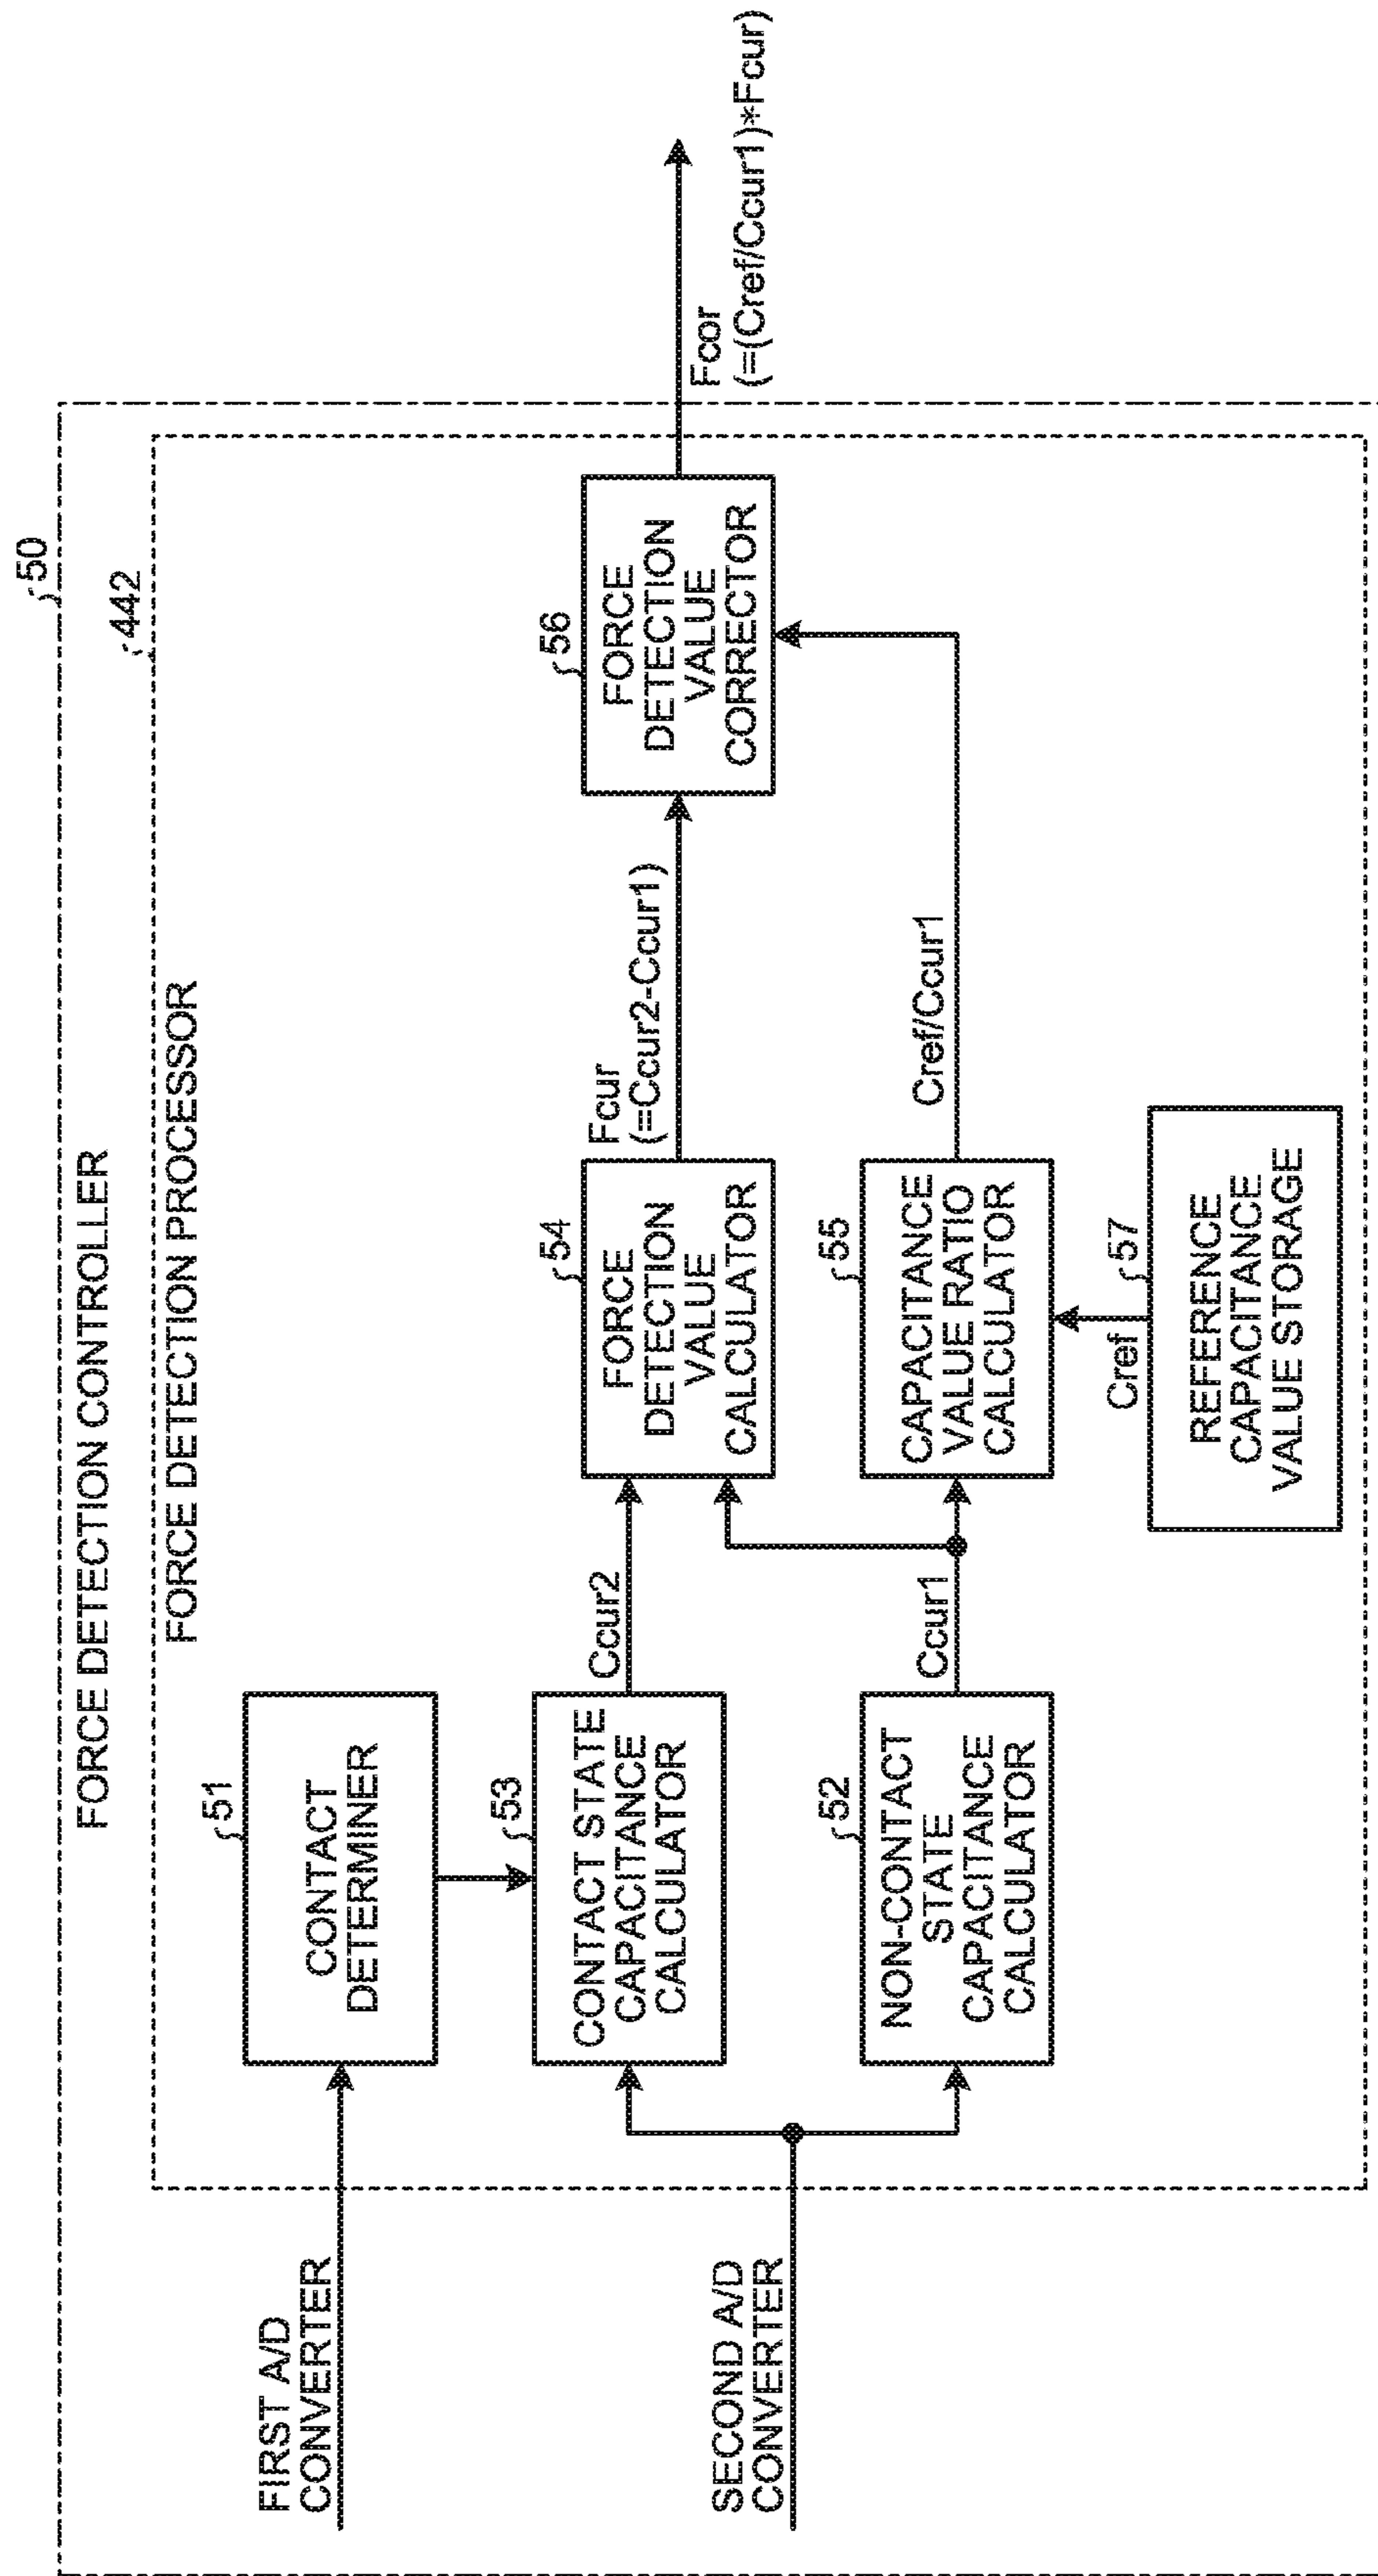 50
FORCE DETECTION CONTROLLER
442
FORCE DETECTION PROCESSOR
FIRST A/D
CONVERTER
51
CONTACT
DETERMINER
SECOND A/D
CONVERTER
53
CONTACT STATE
CAPACITANCE
CALCULATOR
Ccur2
54
FORCE
DETECTION
VALUE
CALCULATOR
Fcur
(=Ccur2-Ccur1)
56
FORCE
DETECTION
VALUE
CORRECTOR
Fcor
(=(Cref/Ccur1)*Fcur)
52
NON-CONTACT
STATE
CAPACITANCE
CALCULATOR
Ccur1
55
CAPACITANCE
VALUE RATIO
CALCULATOR
Cref/Ccur1
Cref
57
REFERENCE
CAPACITANCE
VALUE STORAGE